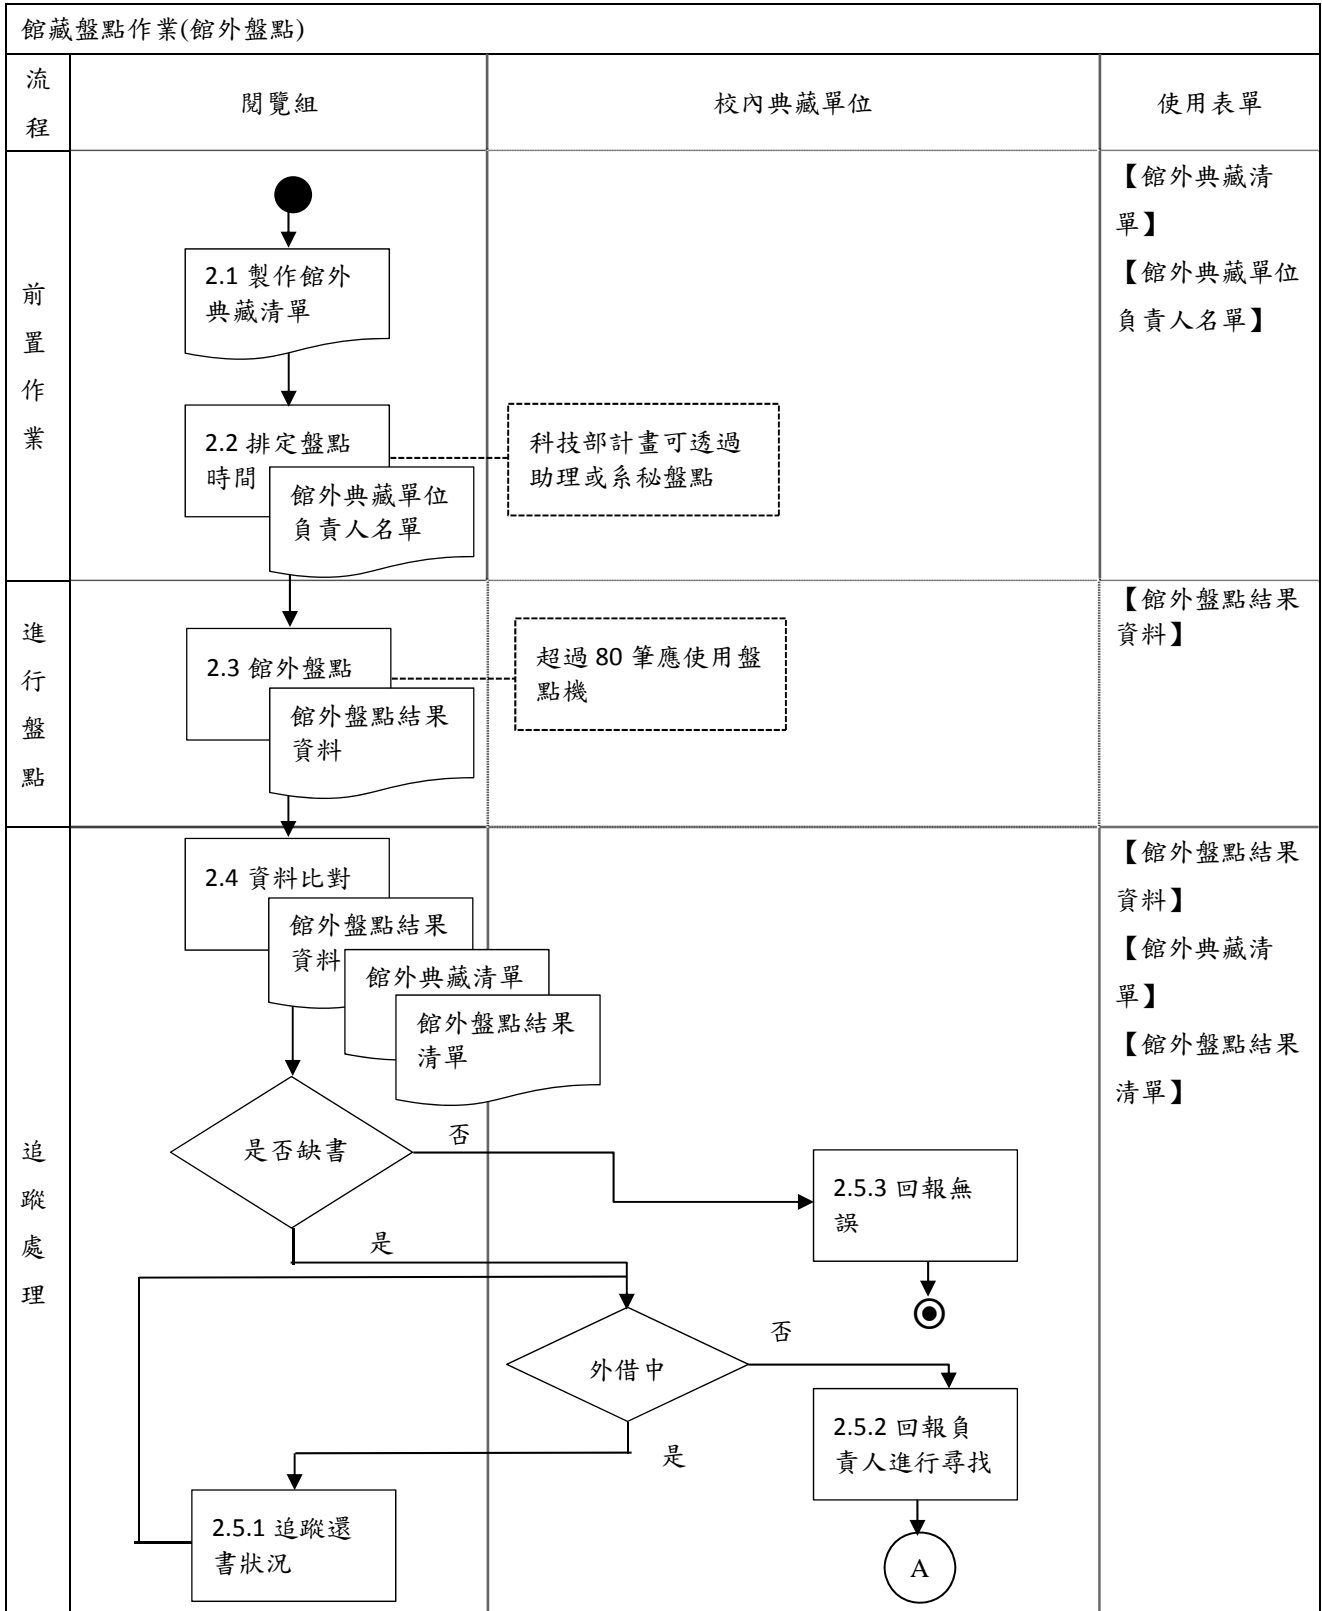 館藏盤點作業(館外盤點)
流
程
閱覽組
校內典藏單位
使用表單
前
置
作
業
2.1 製作館外
典藏清單
2.2 排定盤點
時間
館外典藏單位
負責人名單
科技部計畫可透過
助理或系秘盤點
【館外典藏清
單】
【館外典藏單位
負責人名單】
進
行
盤
點
2.3 館外盤點
館外盤點結果
資料
超過 80 筆應使用盤
點機
【館外盤點結果
資料】
追
蹤
處
理
2.4 資料比對
館外盤點結果
資料
館外典藏清單
館外盤點結果
清單
是否缺書
否
是
2.5.3 回報無
誤
外借中
否
是
2.5.2 回報負
責人進行尋找
2.5.1 追蹤還
書狀況
A
【館外盤點結果
資料】
【館外典藏清
單】
【館外盤點結果
清單】